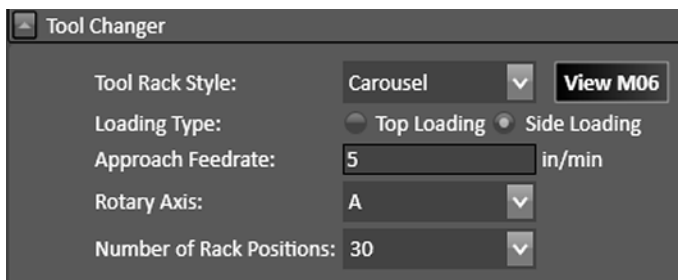 Tool Changer
Tool Rack Style: Carousel View M06
Loading Type: Top Loading Side Loading
Approach Feedrate: 5 in/min
Rotary Axis: A
Number of Rack Positions: 30